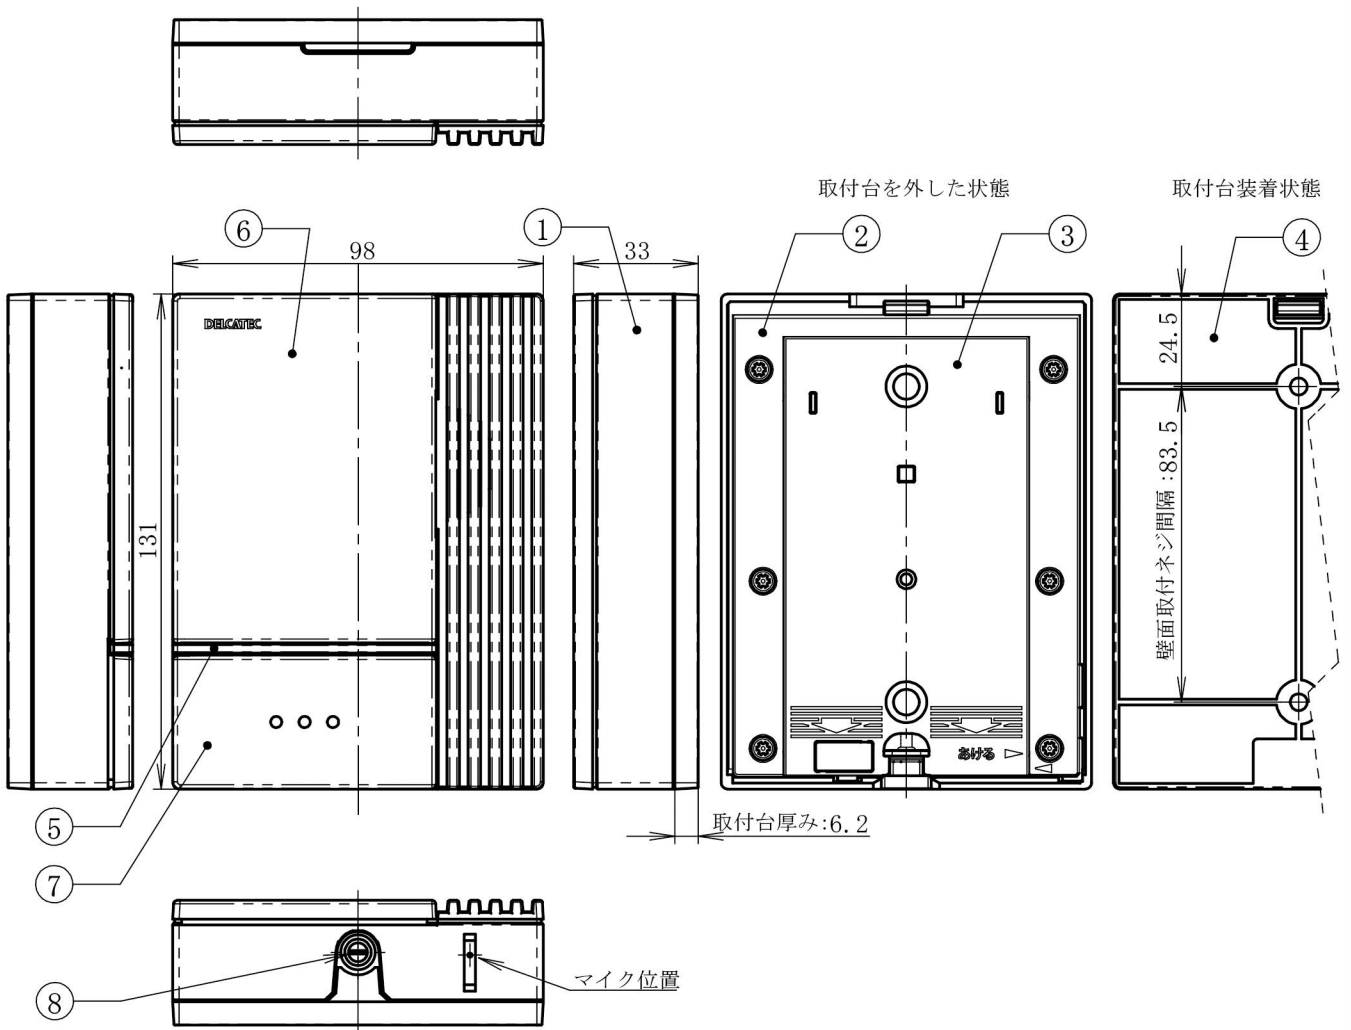 取付台を外した状態
取付台装着状態
⑥
①
②
③
④
98
33
DELCATEC
24.5
131
壁面取付ネジ間隔:83.5
あける
⑤
取付台厚み:6.2
⑦
⑧
マイク位置